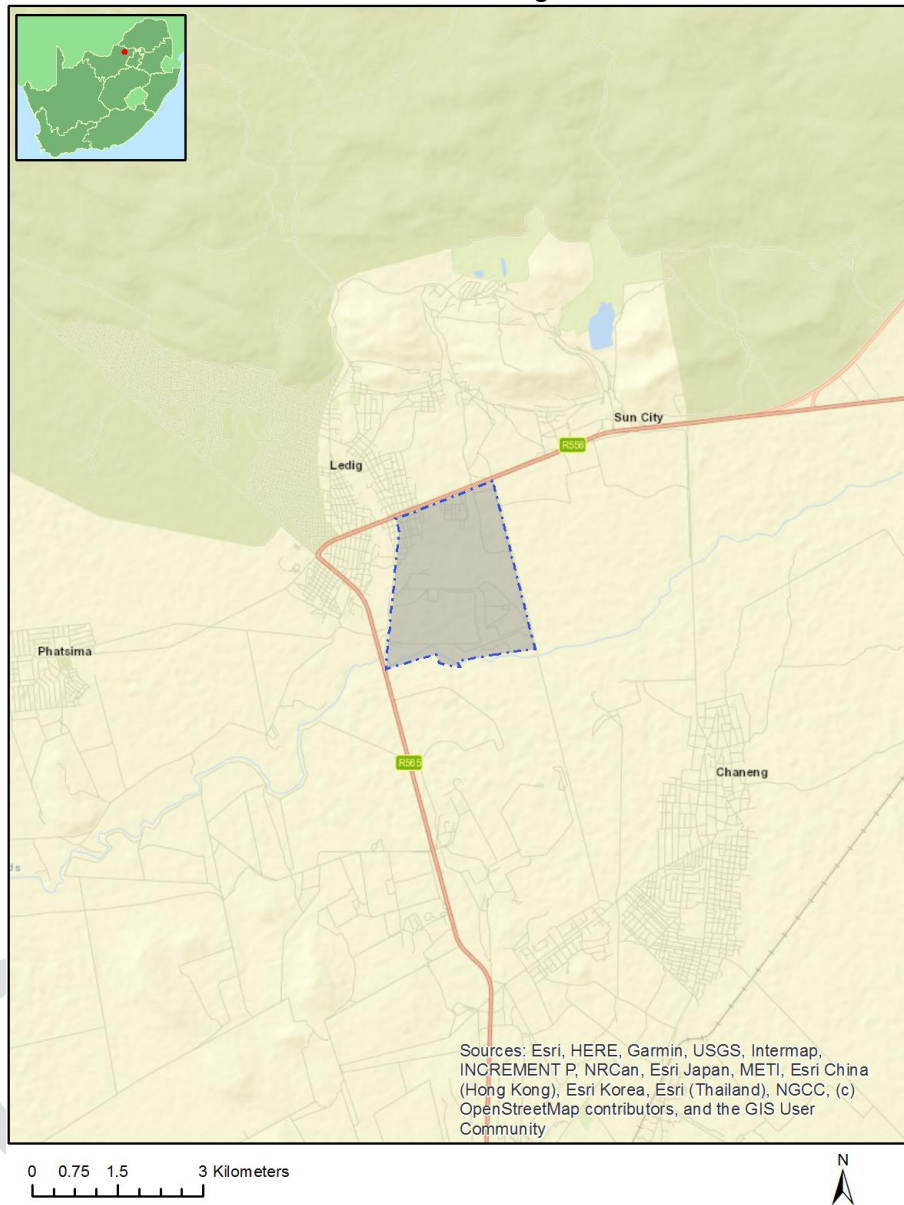 Sun City
R556
Ledig
Phatsima
R565
Chaneng
ds
Sources: Esri, HERE, Garmin, USGS, Intermap,
INCREMENT P, NRCan, Esri Japan, METI, Esri China
(Hong Kong), Esri Korea, Esri (Thailand), NGCC, (c)
OpenStreetMap contributors, and the GIS User
Community
0 0.75 1.5 3 Kilometers
N